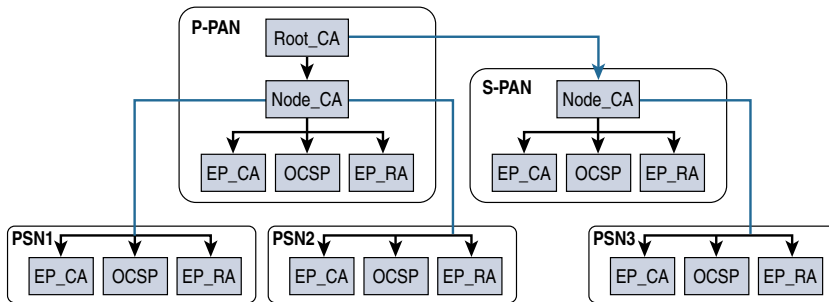 P-PAN
Root_CA
Node_CA
EP_CA OCSP EP_RA
S-PAN
Node_CA
EP_CA OCSP EP_RA
PSN1
EP_CA OCSP EP_RA
PSN2
EP_CA OCSP EP_RA
PSN3
EP_CA OCSP EP_RA